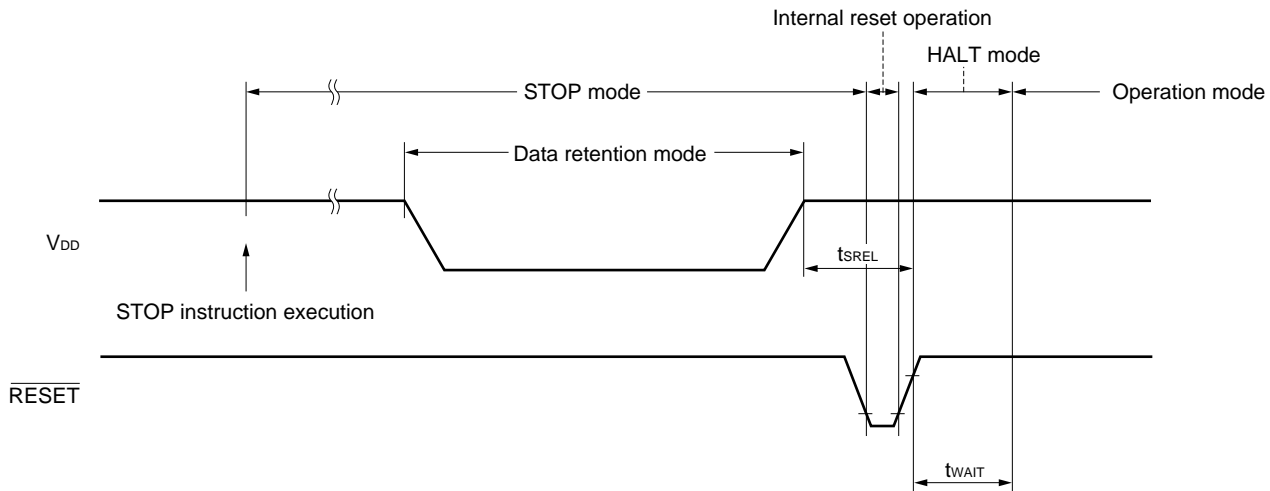 Internal reset operation
HALT mode
STOP mode
Operation mode
Data retention mode
VDD
tSREL
STOP instruction execution
RESET
tWAIT